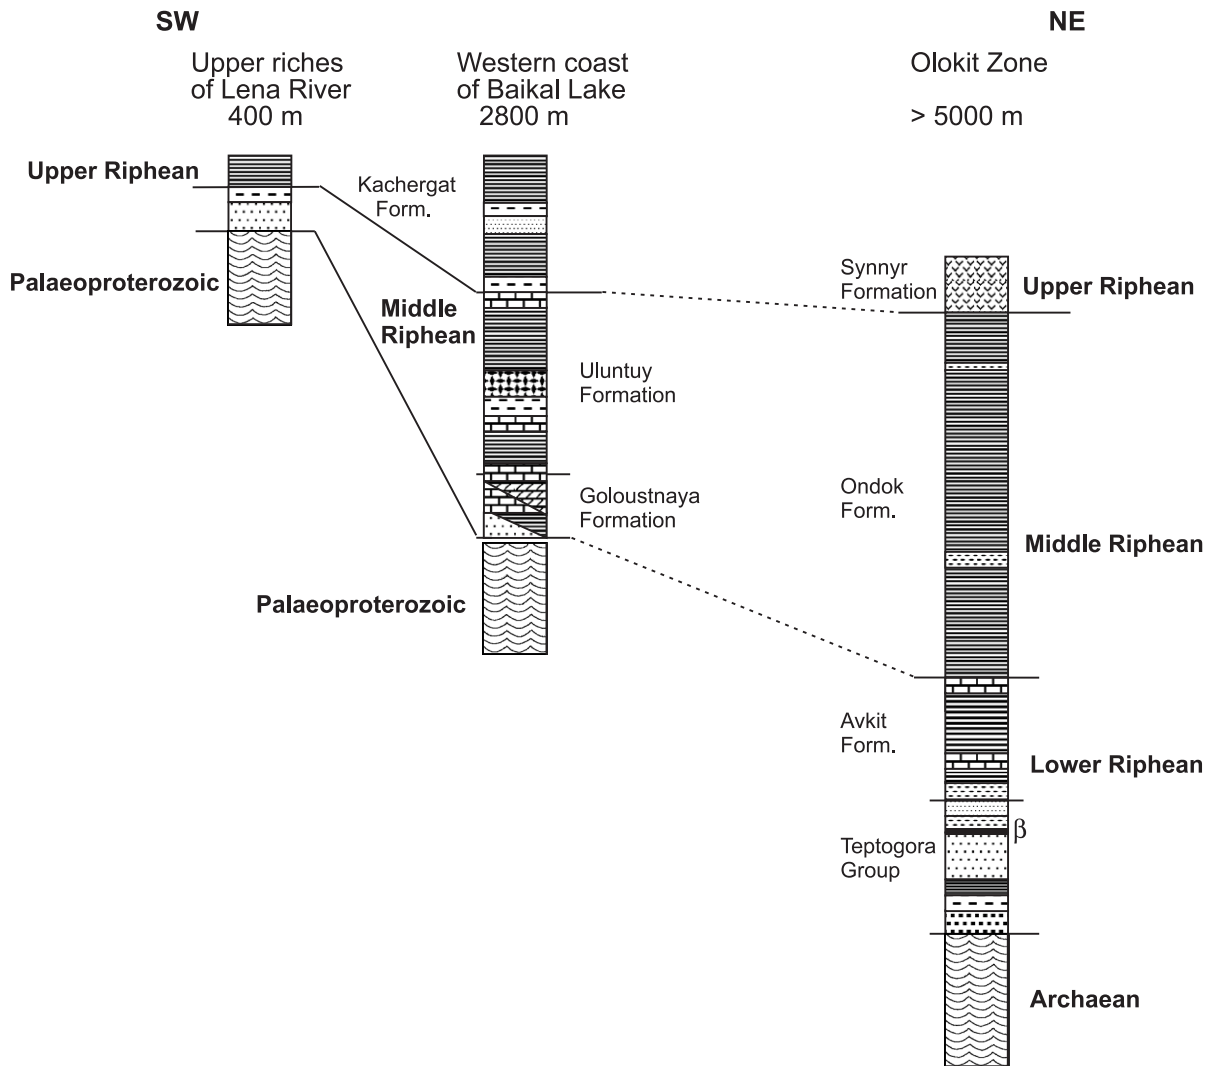 SW
NE
Upper riches
of Lena River
400 m
Western coast
of Baikal Lake
2800 m
Olokit Zone
> 5000 m
Upper Riphean
Palaeoproterozoic
Kachergat
Form.
Middle
Riphean
Uluntuy
Formation
Goloustnaya
Formation
Palaeoproterozoic
Synnyr
Formation
Upper Riphean
Ondok
Form.
Middle Riphean
Avkit
Form.
Lower Riphean
β
Teptogora
Group
Archaean